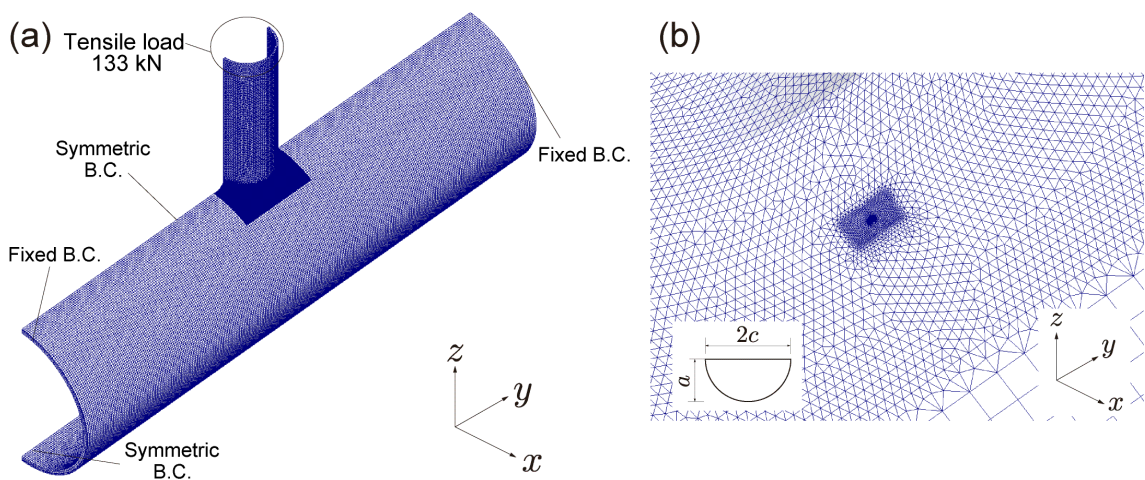 (a)
Tensile load
133 kN
Symmetric
B.C.
Fixed B.C.
Fixed B.C.
Symmetric
B.C.
z
y
x
(b)
2c
a
z
y
x